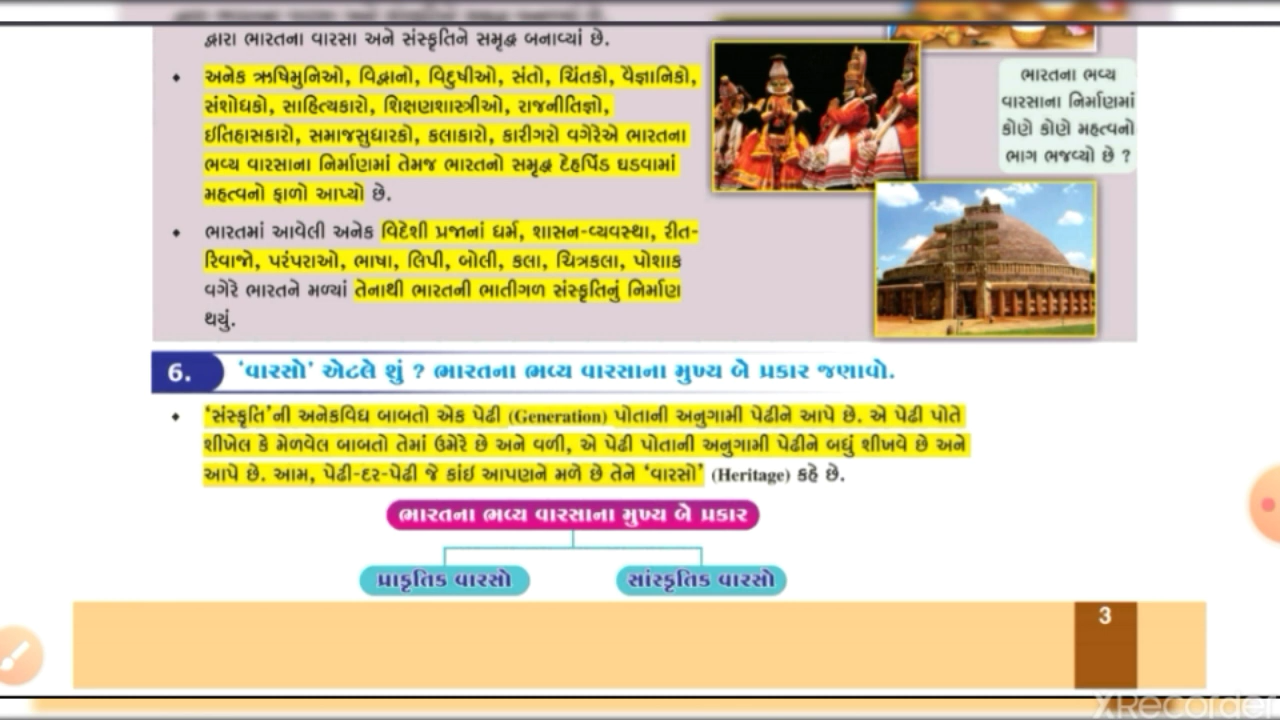 દ્વારા ભારતના વારસા અને સંસ્કૃતિને સમૃદ્ધ બનાવ્યાં છે.
• અનેક ઋષિમુનિઓ, વિદ્વાનો, વિદુષીઓ, સંતો, ચિંતકો, વૈજ્ઞાનિકો,
સંશોધકો, સાહિત્યકારો, શિક્ષણશાસ્ત્રીઓ, રાજનીતિજ્ઞો,
ઇતિહાસકારો, સમાજસુધારકો, કલાકારો, કારીગરો વગેરેએ ભારતના
ભવ્ય વારસાના નિર્માણમાં તેમજ ભારતનો સમૃદ્ધ દેહપિંડ ઘડવામાં
મહત્વનો ફાળો આપ્યો છે.
• ભારતમાં આવેલી અનેક વિદેશી પ્રજાનાં ધર્મ, શાસન-વ્યવસ્થા, રીત-
રિવાજો, પરંપરાઓ, ભાષા, લિપી, બોલી, કલા, ચિત્રકલા, પોશાક
વગેરે ભારતને મળ્યાં તેનાથી ભારતની ભાતીગળ સંસ્કૃતિનું નિર્માણ
થયું.
ભારતના ભવ્ય
વારસાના નિર્માણમાં
કોણે કોણે મહત્વનો
ભાગ ભજવ્યો છે ?
6. 'વારસો' એટલે શું ? ભારતના ભવ્ય વારસાના મુખ્ય બે પ્રકાર જણાવો.
• 'સંસ્કૃતિ'ની અનેકવિધ બાબતો એક પેઢી (Generation) પોતાની અનુગામી પેઢીને આપે છે. એ પેઢી પોતે
શીખેલ કે મેળવેલ બાબતો તેમાં ઉમેરે છે અને વળી, એ પેઢી પોતાની અનુગામી પેઢીને બધું શીખવે છે અને
આપે છે. આમ, પેઢી-દર-પેઢી જે કાંઇ આપણને મળે છે તેને 'વારસો' (Heritage) કહે છે.
ભારતના ભવ્ય વારસાના મુખ્ય બે પ્રકાર
પ્રાકૃતિક વારસો
સાંસ્કૃતિક વારસો
3
XRecorder